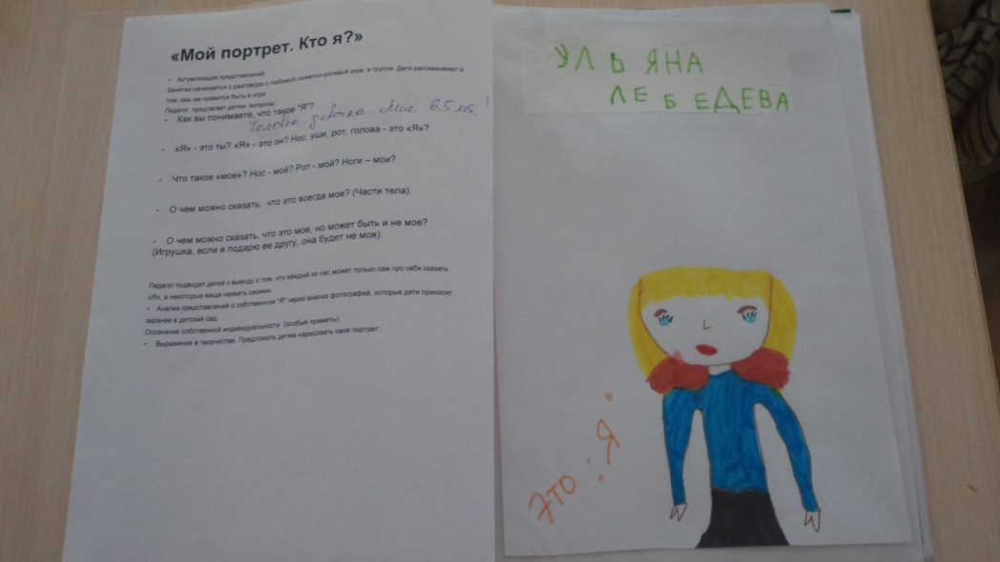 «Мой портрет. Кто я?»
• Актуализация представлений.
Занятие начинается с разговора о любимой сюжетно-ролевой игре в группе. Дети рассказывают о
том, кем им нравится быть в игре.
Педагог предлагает детям вопросы:
- Как вы понимаете, что такое "Я"?
Человек, девочка. Мне 6,5 лет.
- «Я» - это ты? «Я» - это он? Нос, уши, рот, голова - это «Я»?
- Что такое «мое»? Нос - мой? Рот - мой? Ноги – мои?
- О чем можно сказать, что это всегда мое? (Части тела).
- О чем можно сказать, что это мое, но может быть и не мое?
(Игрушка, если я подарю ее другу, она будет не моя).
Педагог подводит детей к выводу о том, что каждый из нас может только сам про себя сказать
«Я», а некоторые вещи назвать своими.
• Анализ представлений о собственном "Я" через анализ фотографий, которые дети приносят
заранее в детский сад.
Осознание собственной индивидуальности (особые приметы).
• Выражение в творчестве. Предложить детям нарисовать свой портрет.
УЛЬЯНА
ЛЕБЕДЕВА
ЭТО "Я"